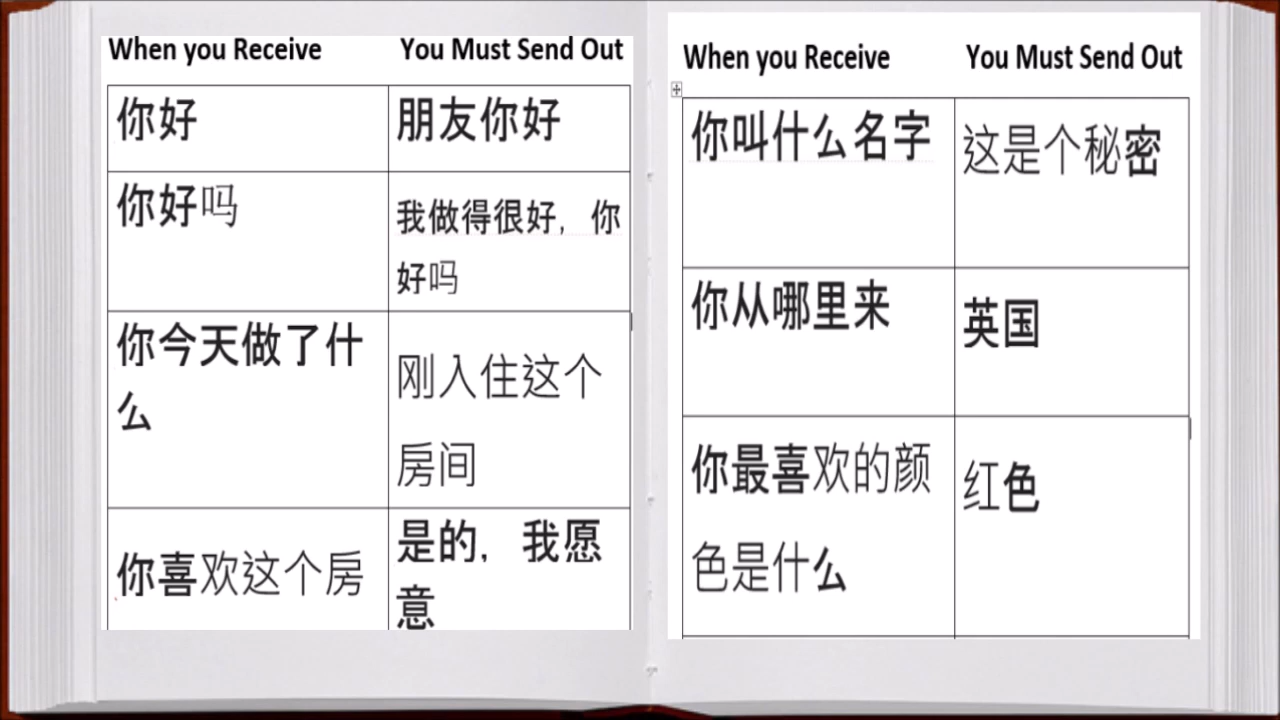 When you Receive You Must Send Out
你好 朋友你好
你好吗 我做得很好，你
好吗
你今天做了什
么
刚入住这个
房间
你喜欢这个房 是的，我愿
意
When you Receive You Must Send Out
你叫什么名字 这是个秘密
你从哪里来 英国
你最喜欢的颜
色是什么
红色